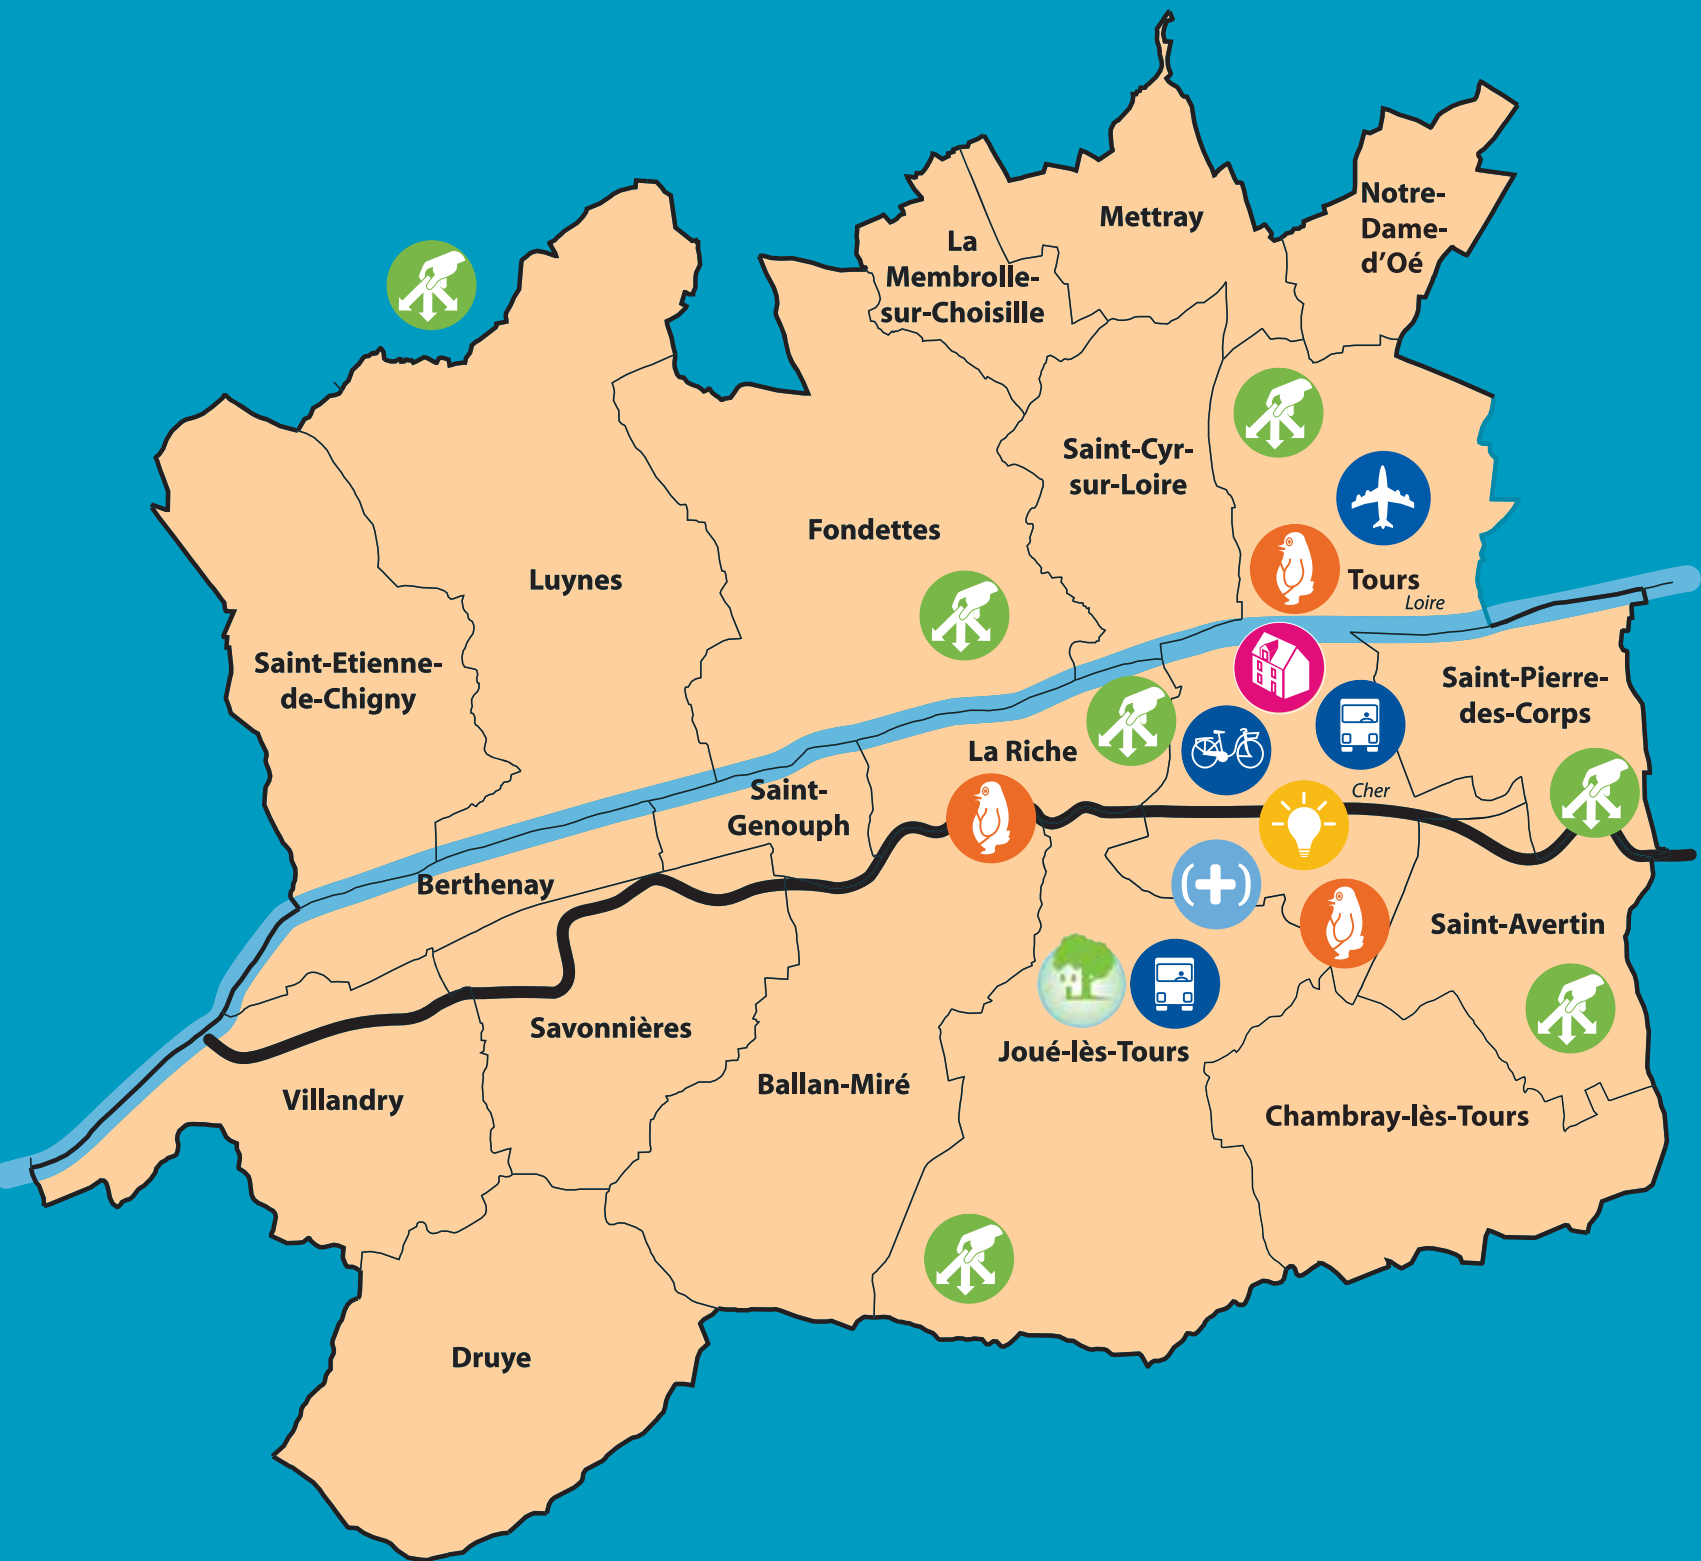 Notre-
Dame-
d'Oé
Mettray
La
Membrolle-
sur-Choisille
Saint-Cyr-
sur-Loire
Fondettes
Luynes
Tours
Loire
Saint-Etienne-
de-Chigny
Saint-Pierre-
des-Corps
La Riche
Saint-
Genouph
Cher
Berthenay
Saint-Avertin
Savonnières
Joué-lès-Tours
Ballan-Miré
Villandry
Chambray-lès-Tours
Druye